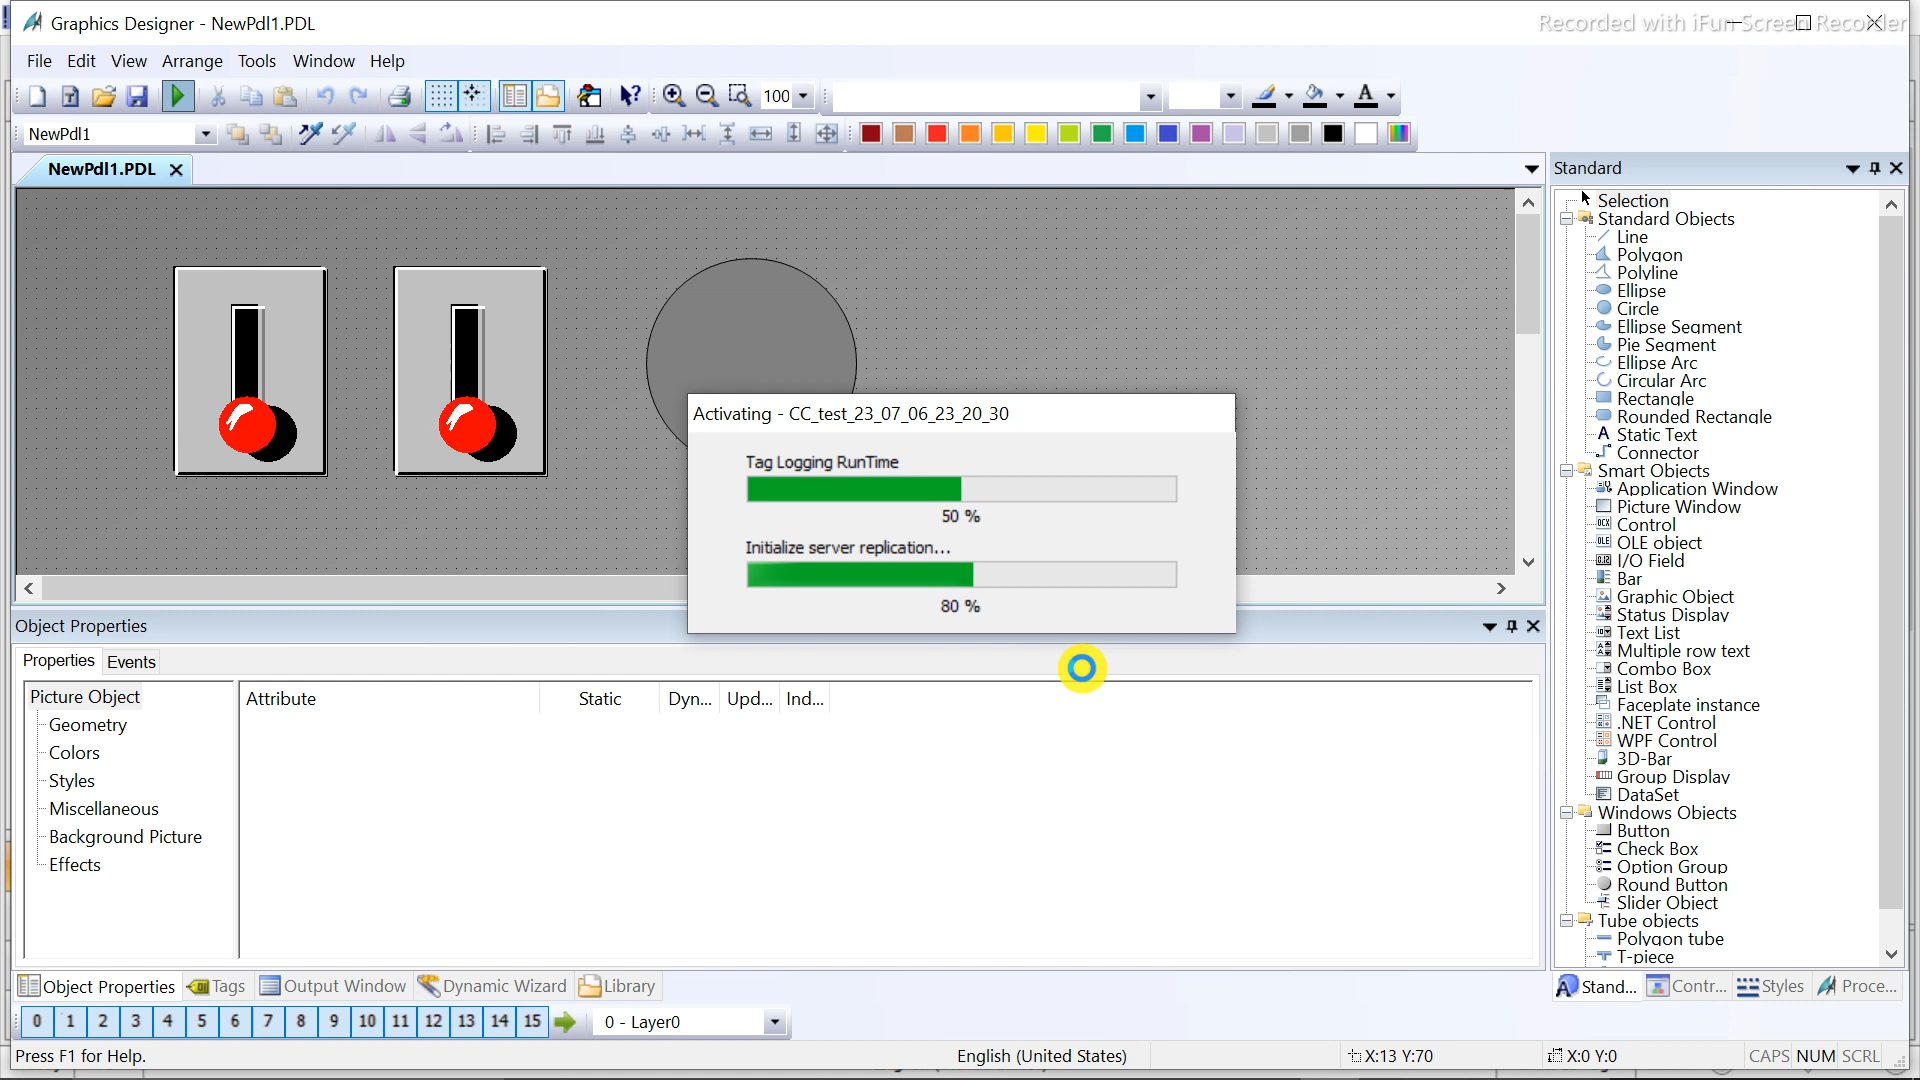 Graphics Designer - NewPdl1.PDL
Recorded with iFun Screen Recorder
File Edit View Arrange Tools Window Help
100
NewPdl1
NewPdl1.PDL
Activating - CC_test_23_07_06_23_20_30
Tag Logging RunTime
50 %
Initialize server replication...
80 %
Object Properties
Properties Events
Picture Object
Geometry
Colors
Styles
Miscellaneous
Background Picture
Effects
Attribute Static Dyn... Upd... Ind...
Standard
Selection
Standard Objects
Line
Polygon
Polyline
Ellipse
Circle
Ellipse Segment
Pie Segment
Ellipse Arc
Circular Arc
Rectangle
Rounded Rectangle
Static Text
Connector
Smart Objects
Application Window
Picture Window
Control
OLE object
I/O Field
Bar
Graphic Object
Status Display
Text List
Multiple row text
Combo Box
List Box
Faceplate instance
.NET Control
WPF Control
3D-Bar
Group Display
DataSet
Windows Objects
Button
Check Box
Option Group
Round Button
Slider Object
Tube objects
Polygon tube
T-piece
Object Properties Tags Output Window Dynamic Wizard Library
Stand... Contr... Styles Proce...
0 1 2 3 4 5 6 7 8 9 10 11 12 13 14 15 0 - Layer0
Press F1 for Help. English (United States) X:13 Y:70 X:0 Y:0 CAPS NUM SCRL